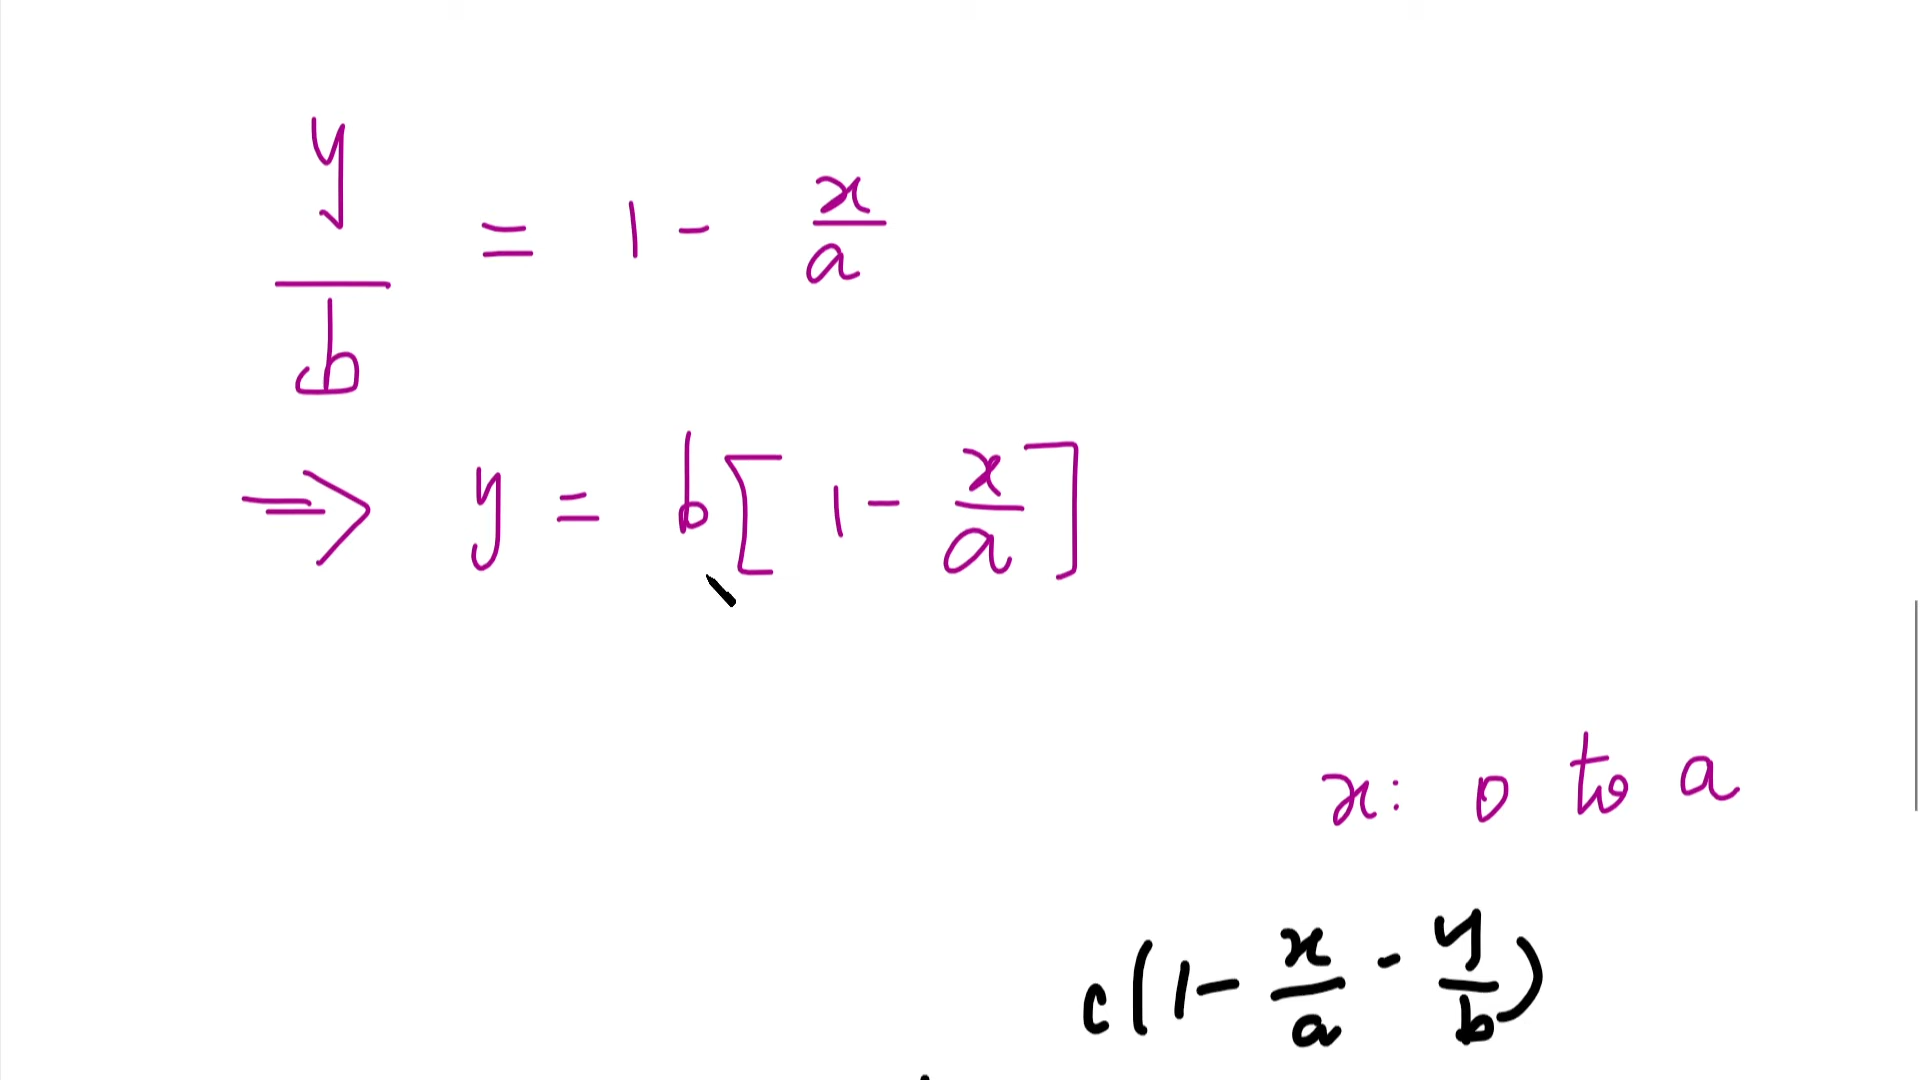 y/b = 1 - x/a
⇒ y = b[1 - x/a]
x: 0 to a
c(1 - x/a - y/b)